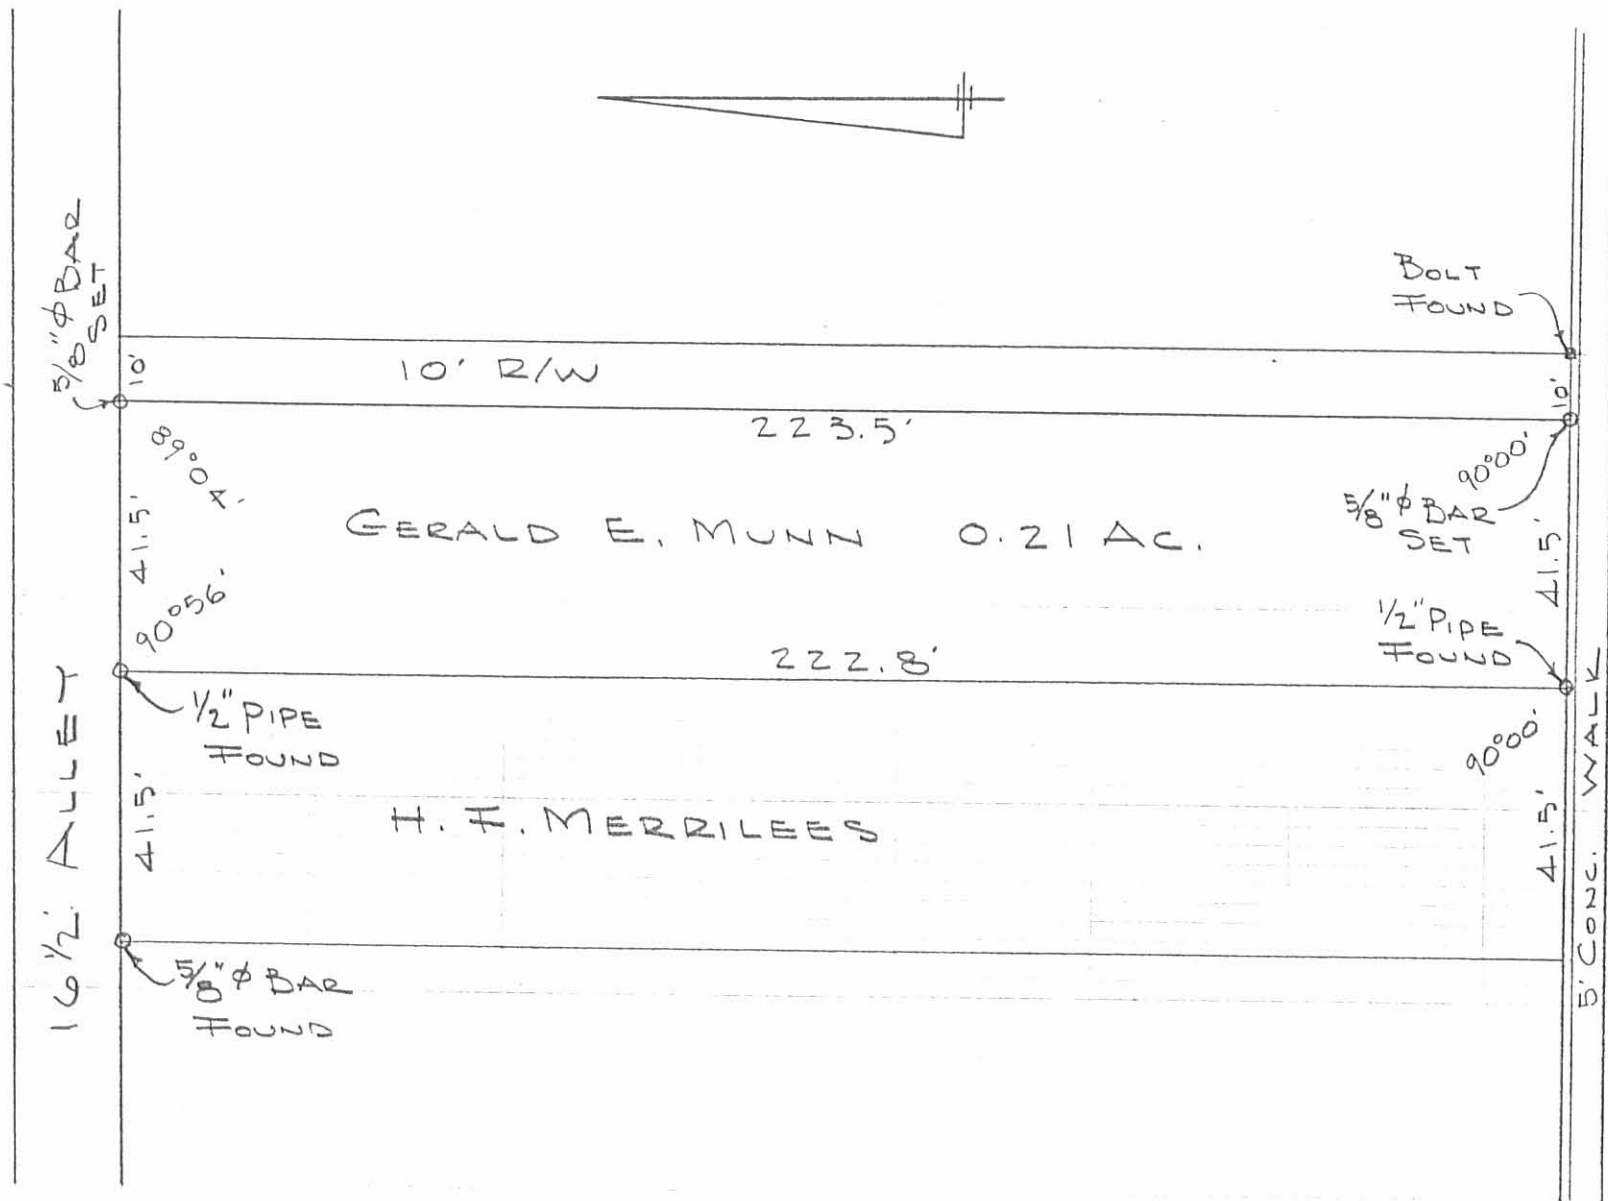 5/8" ϕ BAR
SET
BOLT
FOUND
10'
10' R/W
10'
223.5'
89°04'
90°00'
5/8" ϕ BAR
SET
41.5'
GERALD E. MUNN 0.21 AC.
41.5'
90°56'
1/2" PIPE
FOUND
222.8'
1/2" PIPE
FOUND
90°00'
16 1/2' ALLEY
41.5'
H. F. MERRILEES
41.5'
5' CONC. WALK
5/8" ϕ BAR
FOUND